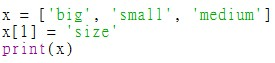 x = ['big', 'small', 'medium']
x[1] = 'size'
print(x)